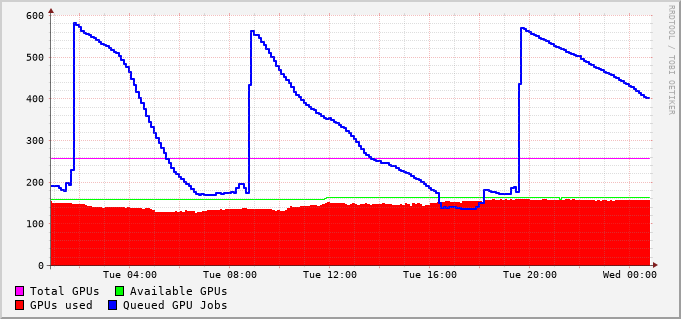 600
500
400
300
200
100
0
Tue 04:00 Tue 08:00 Tue 12:00 Tue 16:00 Tue 20:00 Wed 00:00
Total GPUs Available GPUs
GPUs used Queued GPU Jobs
RRDTOOL / TOBI OETIKER